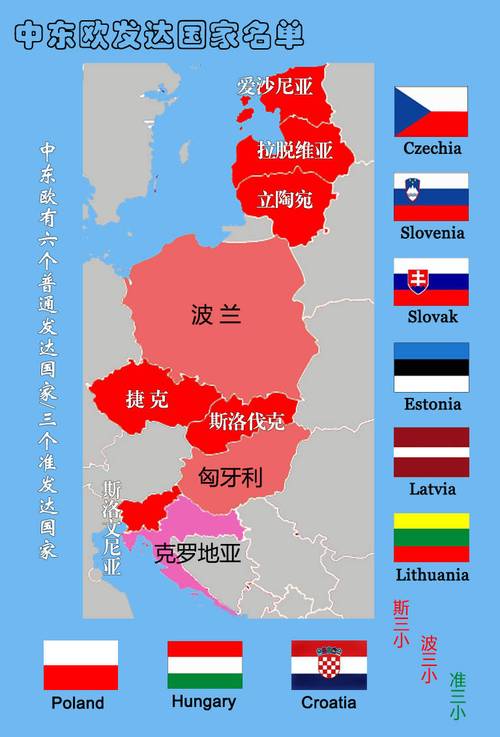 中东欧发达国家名单
中东欧有六个普通发达国家/三个准发达国家
爱沙尼亚
拉脱维亚
立陶宛
波兰
捷克
斯洛伐克
匈牙利
斯洛文尼亚
克罗地亚
Czechia
Slovenia
Slovak
Estonia
Latvia
Lithuania
斯三小
波三小
准三小
Poland
Hungary
Croatia